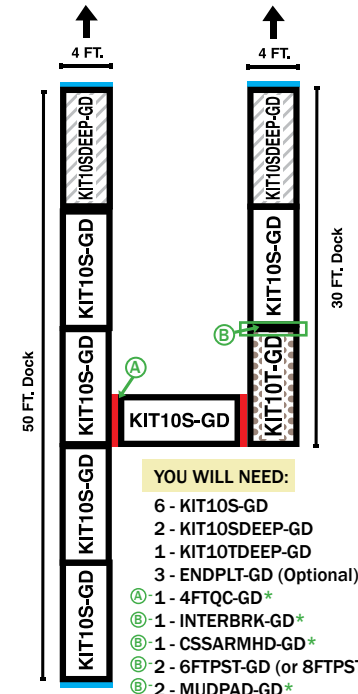 4 FT.
4 FT.
KIT10SDEEP-GD
KIT10S-GD
KIT10S-GD
KIT10S-GD
KIT10S-GD
50 FT. Dock
KIT10SDEEP-GD
KIT10S-GD
KIT10T-GD
30 FT. Dock
B
A
KIT10S-GD
YOU WILL NEED:
6 - KIT10S-GD
2 - KIT10SDEEP-GD
1 - KIT10TDEEP-GD
3 - ENDPLT-GD (Optional)
A - 1 - 4FTQC-GD*
B - 1 - INTERBRK-GD*
B - 1 - CSSARMHD-GD*
B - 2 - 6FTPST-GD (or 8FTPST
B - 2 - MUDPAD-GD*